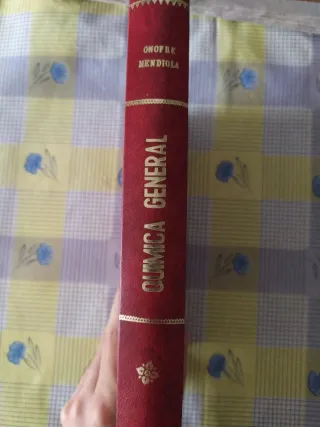 ONOFRE
MENDIOLA
QUIMICA GENERAL